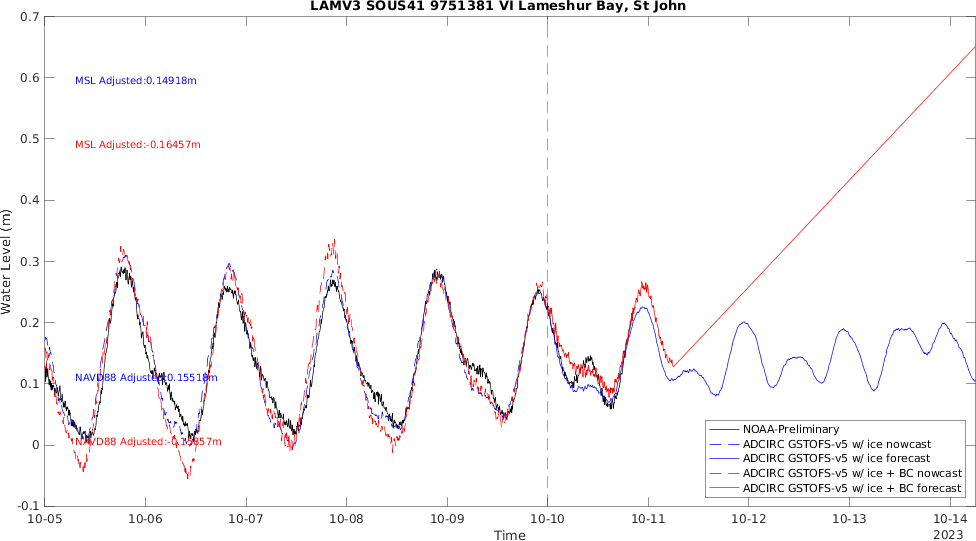 LAMV3 SOUS41 9751381 VI Lameshur Bay, St John
0.7
0.6
0.5
0.4
0.3
0.2
0.1
0
-0.1
Water Level (m)
MSL Adjusted:0.14918m
MSL Adjusted:-0.16457m
NAVD88 Adjusted:0.15518m
NAVD88 Adjusted:-0.15857m
NOAA-Preliminary
ADCIRC GSTOFS-v5 w/ ice nowcast
ADCIRC GSTOFS-v5 w/ ice forecast
ADCIRC GSTOFS-v5 w/ ice + BC nowcast
ADCIRC GSTOFS-v5 w/ ice + BC forecast
10-05 10-06 10-07 10-08 10-09 10-10 10-11 10-12 10-13 10-14
Time
2023